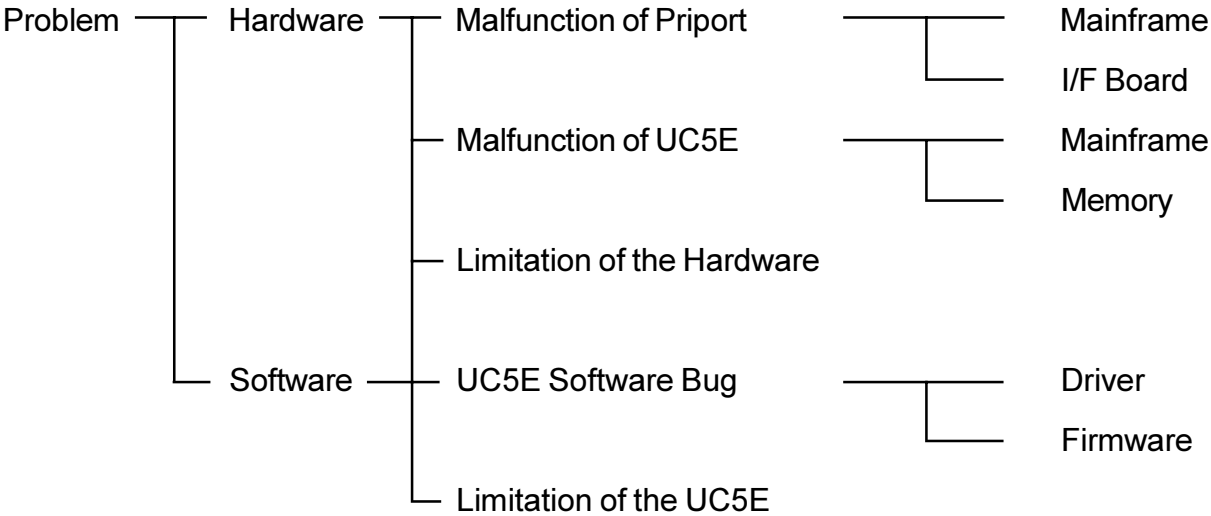 Problem Hardware Malfunction of Priport Mainframe
I/F Board
Malfunction of UC5E Mainframe
Memory
Limitation of the Hardware
Software UC5E Software Bug Driver
Firmware
Limitation of the UC5E